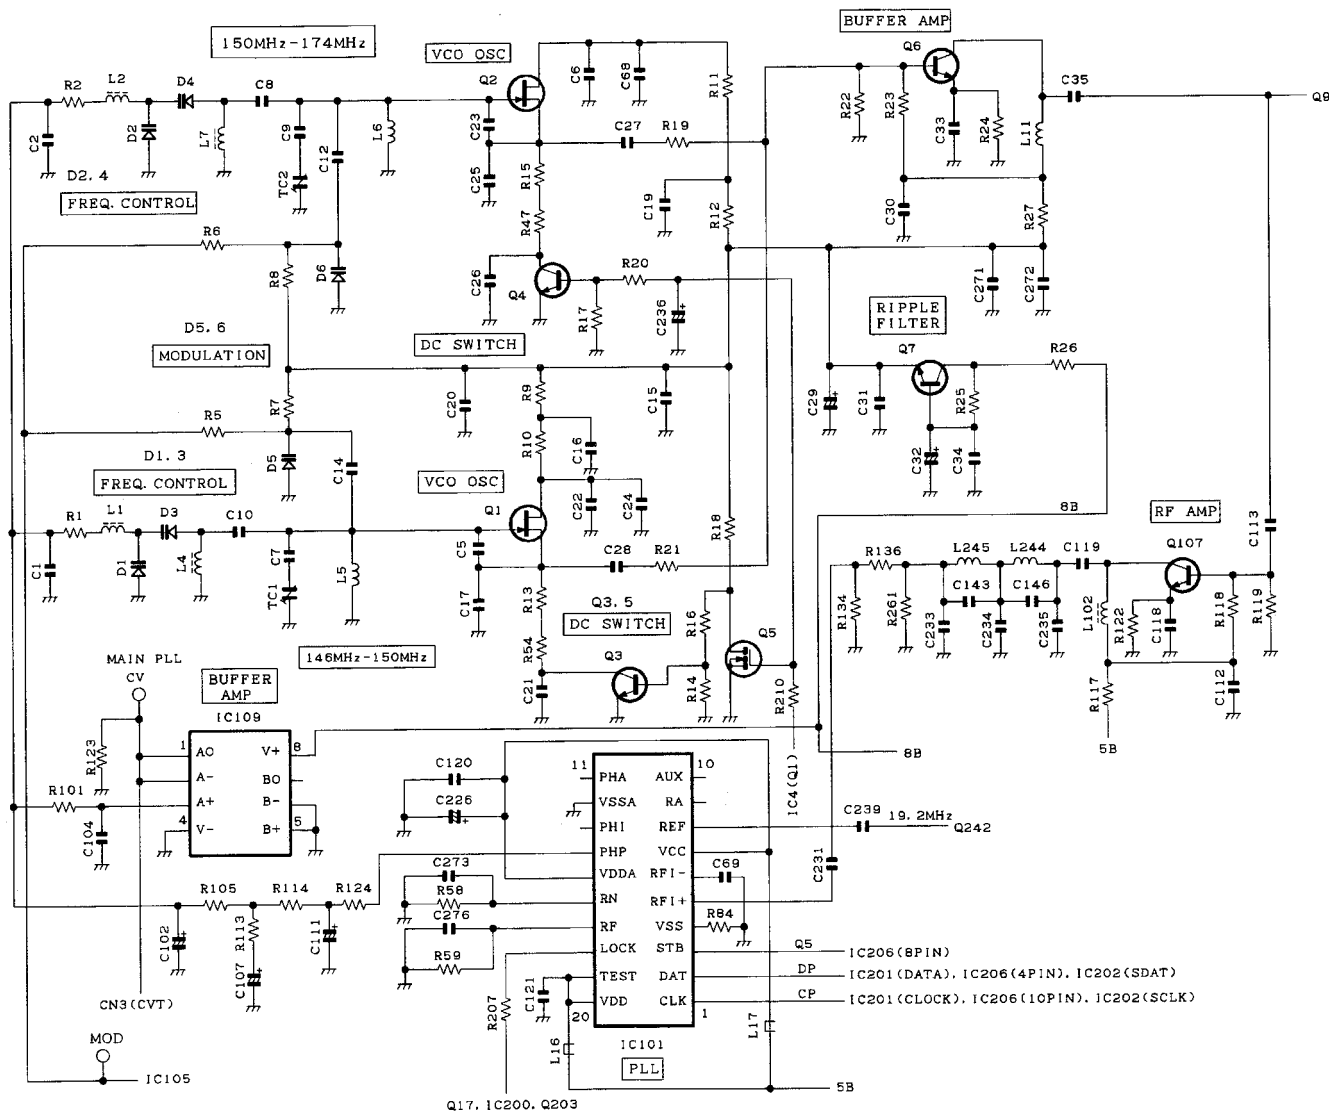 150MHz-174MHz
VCO OSC
BUFFER AMP
Q6
R2
L2
D4
C8
Q2
C6
C68
R11
R22
R23
C35
Q9
C2
D2
L7
C9
TC2
C12
L6
C23
C25
R15
C27
R19
C33
R24
L11
D2.4
FREQ. CONTROL
R47
C19
R12
C30
R27
R6
R8
D6
C26
Q4
R20
R17
C236
C271
C272
D5.6
MODULATION
DC SWITCH
RIPPLE
FILTER
Q7
R26
R7
C20
R9
C15
C29
C31
R25
R5
D5
C14
R10
C16
C32
C34
D1.3
FREQ. CONTROL
VCO OSC
R1
L1
D3
C10
Q1
C22
C24
R18
8B
RF AMP
C113
C1
D1
L4
C7
TC1
L5
C5
C17
C28
R21
R13
R136
L245
L244
C119
Q107
C143
C146
R134
R261
C233
C234
C235
L102
R122
C118
R118
R119
Q3.5
DC SWITCH
R16
Q5
146MHz-150MHz
R54
Q3
C21
R14
R210
R117
C112
5B
MAIN PLL
CV
BUFFER
AMP
IC109
R123
1
AO
V+
8
A-
BO
A+
B-
4
V-
B+
5
R101
C104
8B
IC4(Q1)
C120
C226
11
PHA
AUX
10
VSSA
RA
PHI
REF
PHP
VCC
VDDA
RFI-
RN
RFI+
RF
VSS
LOCK
STB
TEST
DAT
VDD
CLK
20
1
C239
19.2MHz
Q242
C69
C231
C273
R58
C276
R59
R84
R105
R114
R124
C102
R113
C111
C107
Q5
IC206(8PIN)
DP
IC201(DATA), IC206(4PIN), IC202(SDAT)
CP
IC201(CLOCK), IC206(10PIN), IC202(SCLK)
CN3(CVT)
R207
C121
L16
L17
IC101
PLL
MOD
IC105
5B
Q17, IC200, Q203